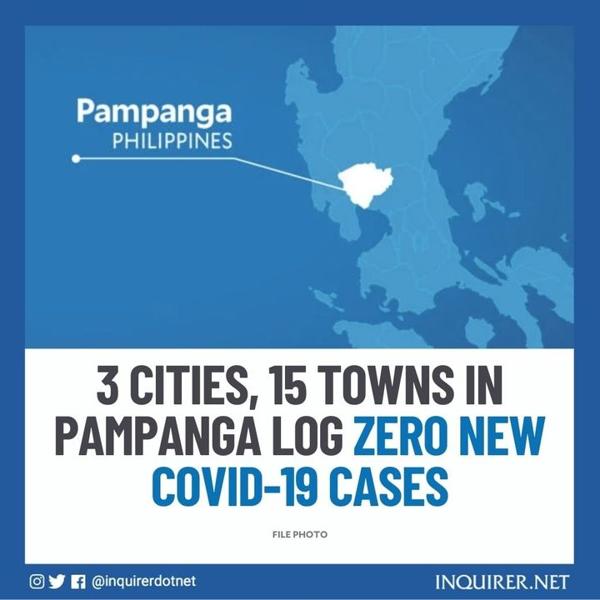 Pampanga
PHILIPPINES
3 CITIES, 15 TOWNS IN
PAMPANGA LOG ZERO NEW
COVID-19 CASES
FILE PHOTO
@inquirerdotnet
INQUIRER.NET